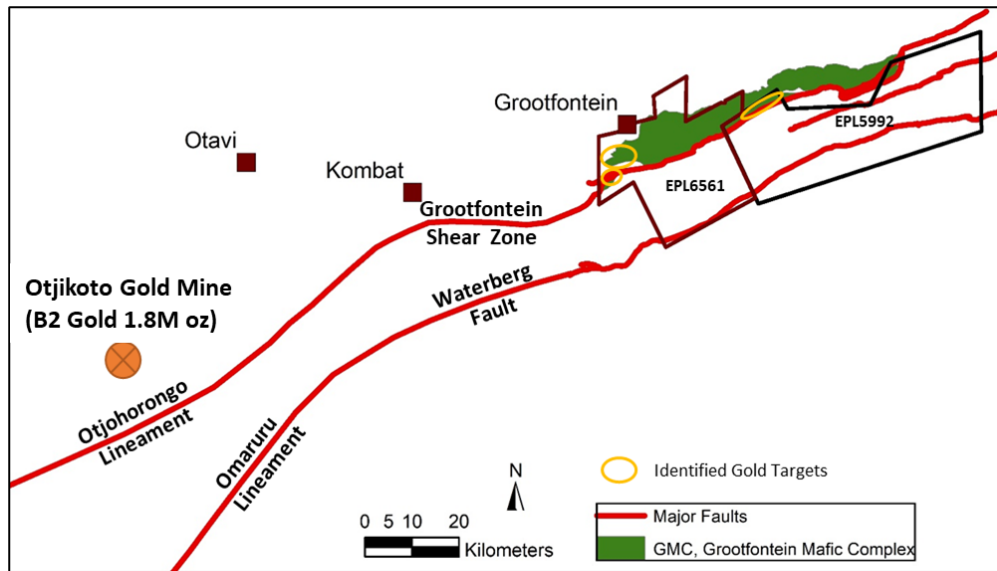 Grootfontein
EPL5992
Otavi
Kombat
EPL6561
Grootfontein
Shear Zone
Otjikoto Gold Mine
(B2 Gold 1.8M oz)
Waterberg
Fault
Otjohorongo
Lineament
Omaruru
Lineament
N
0 5 10 20
Kilometers
Identified Gold Targets
Major Faults
GMC, Grootfontein Mafic Complex